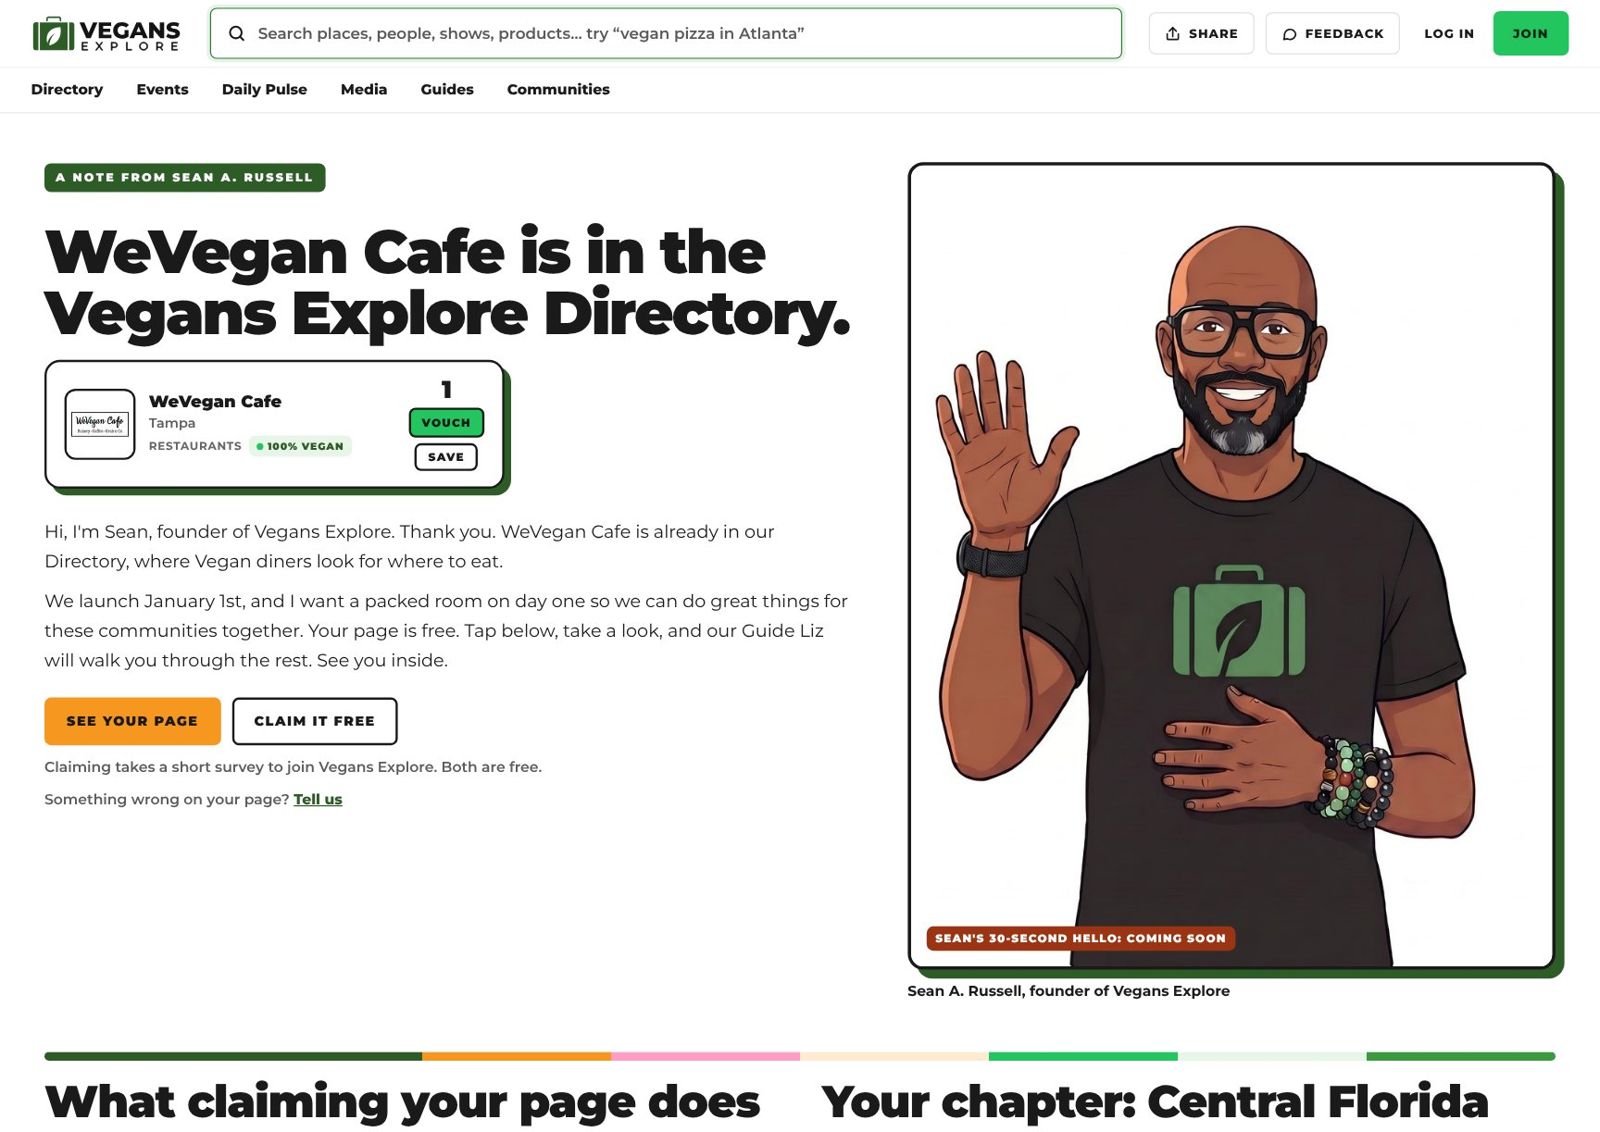 VEGANS
EXPLORE
Search places, people, shows, products... try “vegan pizza in Atlanta”
SHARE
FEEDBACK
LOG IN
JOIN
Directory
Events
Daily Pulse
Media
Guides
Communities
A NOTE FROM SEAN A. RUSSELL
WeVegan Cafe is in the
Vegans Explore Directory.
WeVegan Cafe
WeVegan Cafe
Tampa
RESTAURANTS
100% VEGAN
1
VOUCH
SAVE
Hi, I'm Sean, founder of Vegans Explore. Thank you. WeVegan Cafe is already in our
Directory, where Vegan diners look for where to eat.
We launch January 1st, and I want a packed room on day one so we can do great things for
these communities together. Your page is free. Tap below, take a look, and our Guide Liz
will walk you through the rest. See you inside.
SEE YOUR PAGE
CLAIM IT FREE
Claiming takes a short survey to join Vegans Explore. Both are free.
Something wrong on your page? Tell us
SEAN'S 30-SECOND HELLO: COMING SOON
Sean A. Russell, founder of Vegans Explore
What claiming your page does
Your chapter: Central Florida